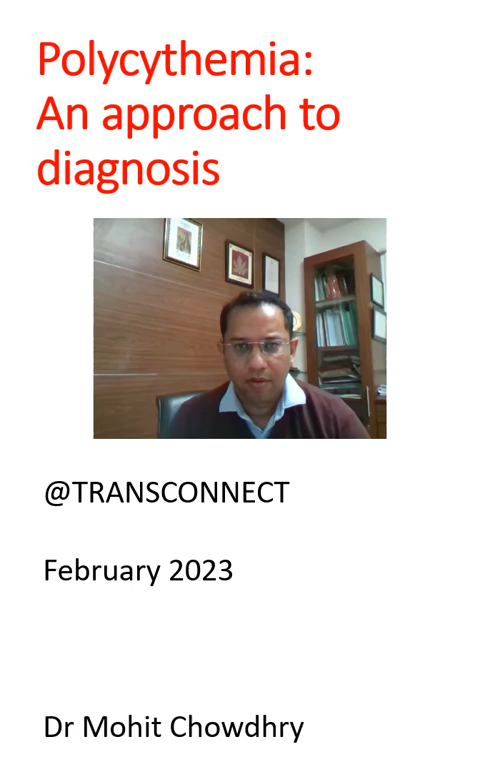 Polycythemia:
An approach to
diagnosis
@TRANSCONNECT
February 2023
Dr Mohit Chowdhry